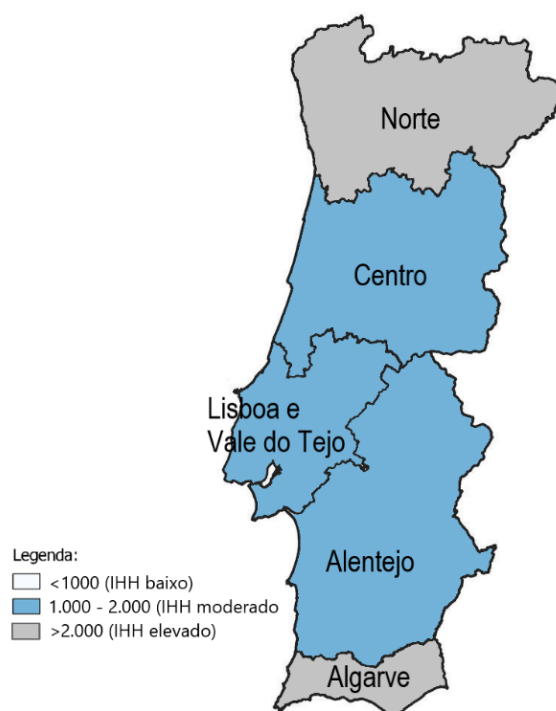 Norte
Centro
Lisboa e
Vale do Tejo
Alentejo
Algarve
Legenda:
<1000 (IHH baixo)
1.000 - 2.000 (IHH moderado
>2.000 (IHH elevado)